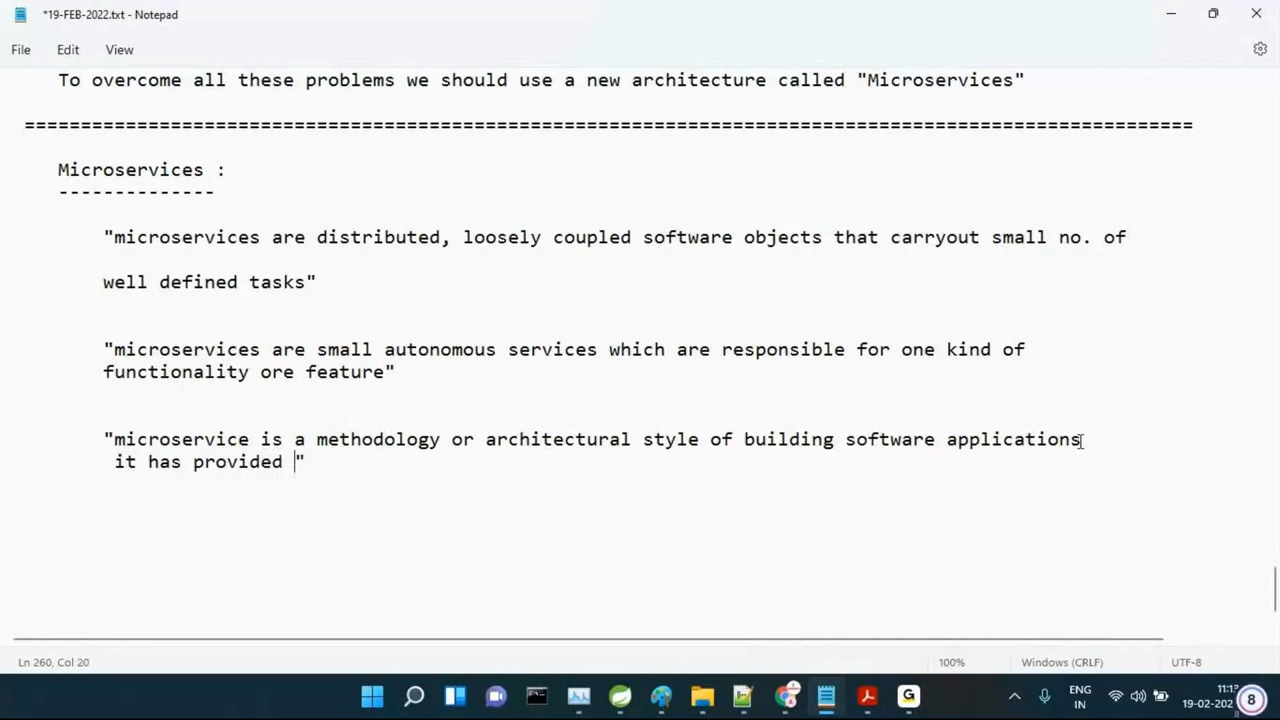 *19-FEB-2022.txt - Notepad
File Edit View
To overcome all these problems we should use a new architecture called "Microservices"
========================================================================================================
Microservices :
--------------
"microservices are distributed, loosely coupled software objects that carryout small no. of
well defined tasks"
"microservices are small autonomous services which are responsible for one kind of
functionality ore feature"
"microservice is a methodology or architectural style of building software applications
it has provided "
Ln 260, Col 20 100% Windows (CRLF) UTF-8
ENG
IN
19-02-202
8